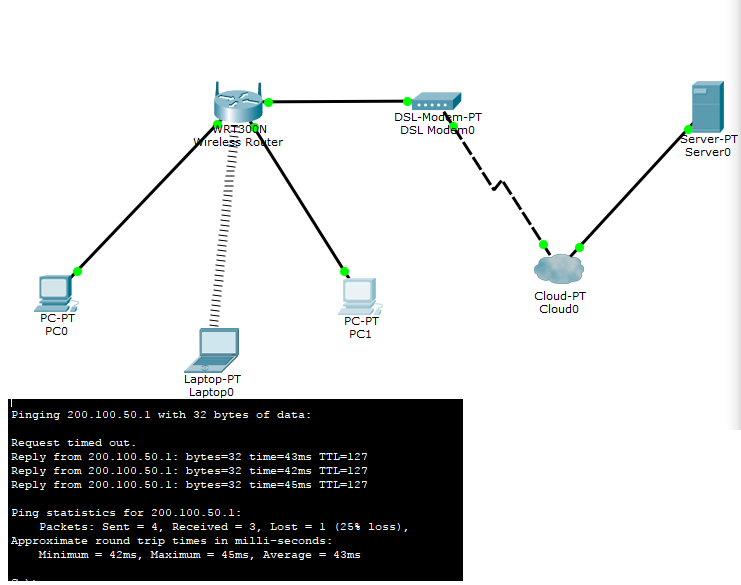 DSL-Modem-PT
DSL Modem0
WRT300N
Wireless Router
Server-PT
Server0
Cloud-PT
Cloud0
PC-PT
PC0
PC-PT
PC1
Laptop-PT
Laptop0
Pinging 200.100.50.1 with 32 bytes of data:
Request timed out.
Reply from 200.100.50.1: bytes=32 time=43ms TTL=127
Reply from 200.100.50.1: bytes=32 time=42ms TTL=127
Reply from 200.100.50.1: bytes=32 time=45ms TTL=127
Ping statistics for 200.100.50.1:
Packets: Sent = 4, Received = 3, Lost = 1 (25% loss),
Approximate round trip times in milli-seconds:
Minimum = 42ms, Maximum = 45ms, Average = 43ms